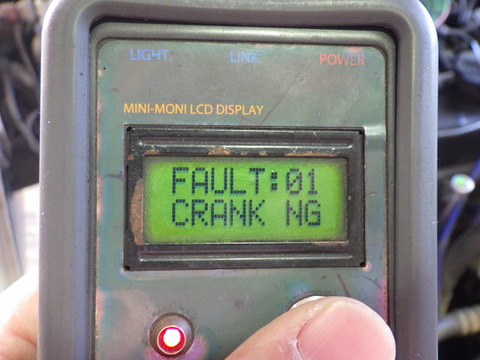 LIGHT LINK POWER
MINI-MONI LCD DISPLAY
FAULT:01
CRANK NG